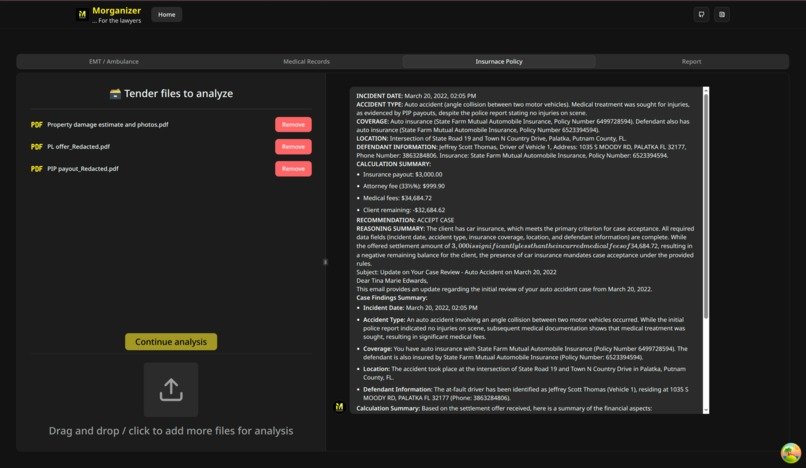 Morganizer
... For the lawyers
Home
EMT / Ambulance
Medical Records
Insurnace Policy
Report
🗃️ Tender files to analyze
PDF Property damage estimate and photos.pdf Remove
PDF PL offer_Redacted.pdf Remove
PDF PIP payout_Redacted.pdf Remove
Continue analysis
Drag and drop / click to add more files for analysis
INCIDENT DATE: March 20, 2022, 02:05 PM
ACCIDENT TYPE: Auto accident (angle collision between two motor vehicles). Medical treatment was sought for injuries,
as evidenced by PIP payouts, despite the police report stating no injuries on scene.
COVERAGE: Auto insurance (State Farm Mutual Automobile Insurance, Policy Number 6499728594). Defendant also has
auto insurance (State Farm Mutual Automobile Insurance, Policy Number 6523394594).
LOCATION: Intersection of State Road 19 and Town N Country Drive, Palatka, Putnam County, FL.
DEFENDANT INFORMATION: Jeffrey Scott Thomas, Driver of Vehicle 1, Address: 1035 S MOODY RD, PALATKA FL 32177,
Phone Number: 3863284806. Insurance: State Farm Mutual Automobile Insurance, Policy Number: 6523394594.
CALCULATION SUMMARY:
• Insurance payout: $3,000.00
• Attorney fee (33⅓%): $999.90
• Medical fees: $34,684.72
• Client remaining: -$32,684.62
RECOMMENDATION: ACCEPT CASE
REASONING SUMMARY: The client has car insurance, which meets the primary criterion for case acceptance. All required
data fields (incident date, accident type, insurance coverage, location, and defendant information) are complete. While
the offered settlement amount of 3,000issignificantlylessthantheincurredmedicalfeesof34,684.72, resulting in
a negative remaining balance for the client, the presence of car insurance mandates case acceptance under the provided
rules.
Subject: Update on Your Case Review - Auto Accident on March 20, 2022
Dear Tina Marie Edwards,
This email provides an update regarding the initial review of your auto accident case from March 20, 2022.
Case Findings Summary:
• Incident Date: March 20, 2022, 02:05 PM
• Accident Type: An auto accident involving an angle collision between two motor vehicles occurred. While the initial
police report indicated no injuries on scene, subsequent medical documentation shows that medical treatment was
sought, resulting in significant medical fees.
• Coverage: You have auto insurance with State Farm Mutual Automobile Insurance (Policy Number 6499728594). The
defendant is also insured by State Farm Mutual Automobile Insurance (Policy Number: 6523394594).
• Location: The accident took place at the intersection of State Road 19 and Town N Country Drive in Palatka, Putnam
County, FL.
• Defendant Information: The at-fault driver has been identified as Jeffrey Scott Thomas (Vehicle 1), residing at 1035 S
MOODY RD, PALATKA FL 32177 (Phone: 3863284806).
Calculation Summary: Based on the settlement offer received, here is a summary of the financial aspects: